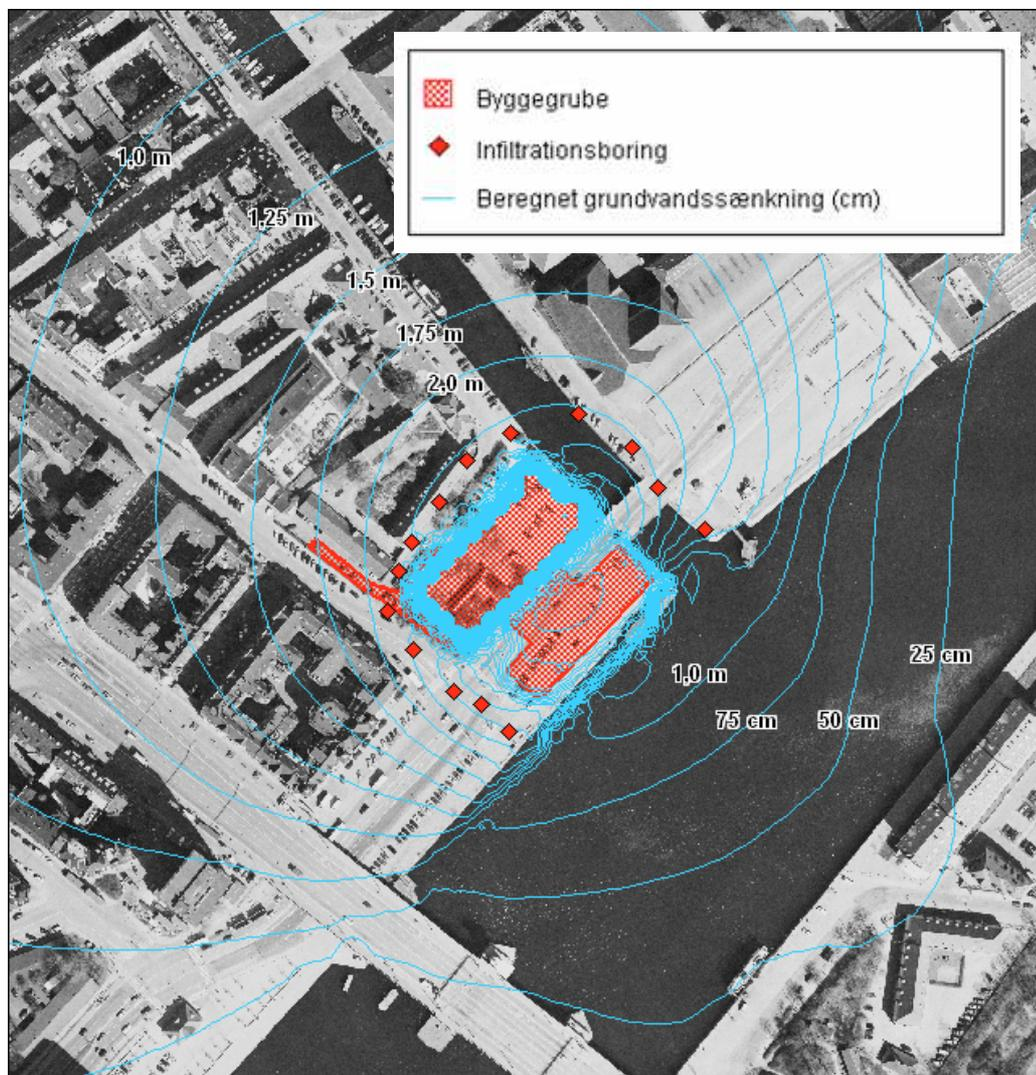 Byggegrube
Infiltrationsboring
Beregnet grundvandssænkning (cm)
1,0 m
1,25 m
1,5 m
1,75 m
2,0 m
25 cm
1,0 m
75 cm
50 cm